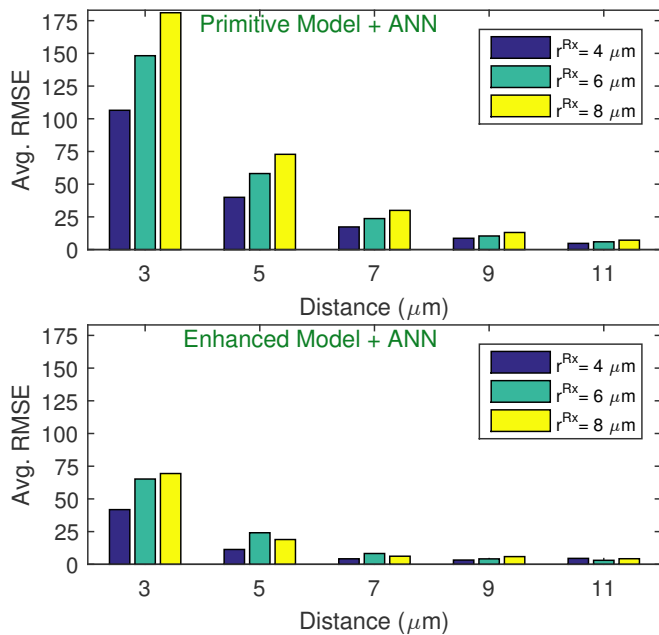 Primitive Model + ANN
175
150
125
100
75
50
25
0
Avg. RMSE
r^Rx= 4 μm
r^Rx= 6 μm
r^Rx= 8 μm
3 5 7 9 11
Distance (μm)
Enhanced Model + ANN
175
150
125
100
75
50
25
0
Avg. RMSE
r^Rx= 4 μm
r^Rx= 6 μm
r^Rx= 8 μm
3 5 7 9 11
Distance (μm)